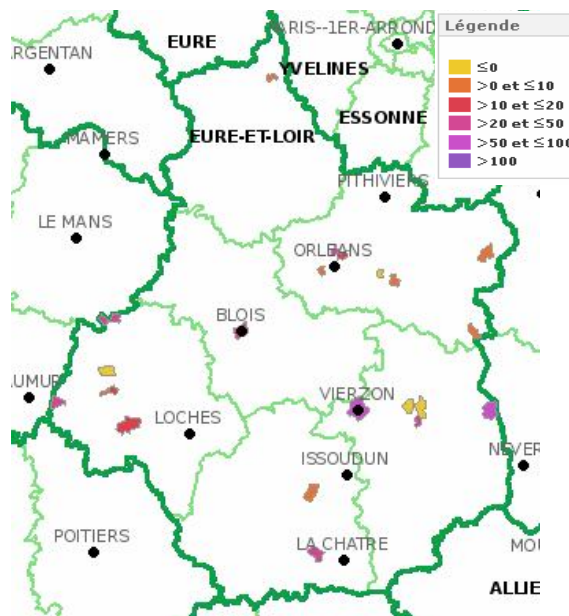 PARIS--1ER-ARROND
Légende
EURE
ARGENTAN
YVELINES
≤0
>0 et ≤10
>10 et ≤20
>20 et ≤50
>50 et ≤100
>100
ESSONNE
EURE-ET-LOIR
MAMERS
PITHIVIERS
LE MANS
ORLEANS
BLOIS
AUMUR
VIERZON
LOCHES
NEVER
ISSOUDUN
POITIERS
LA CHATRE
MOU
ALLIE